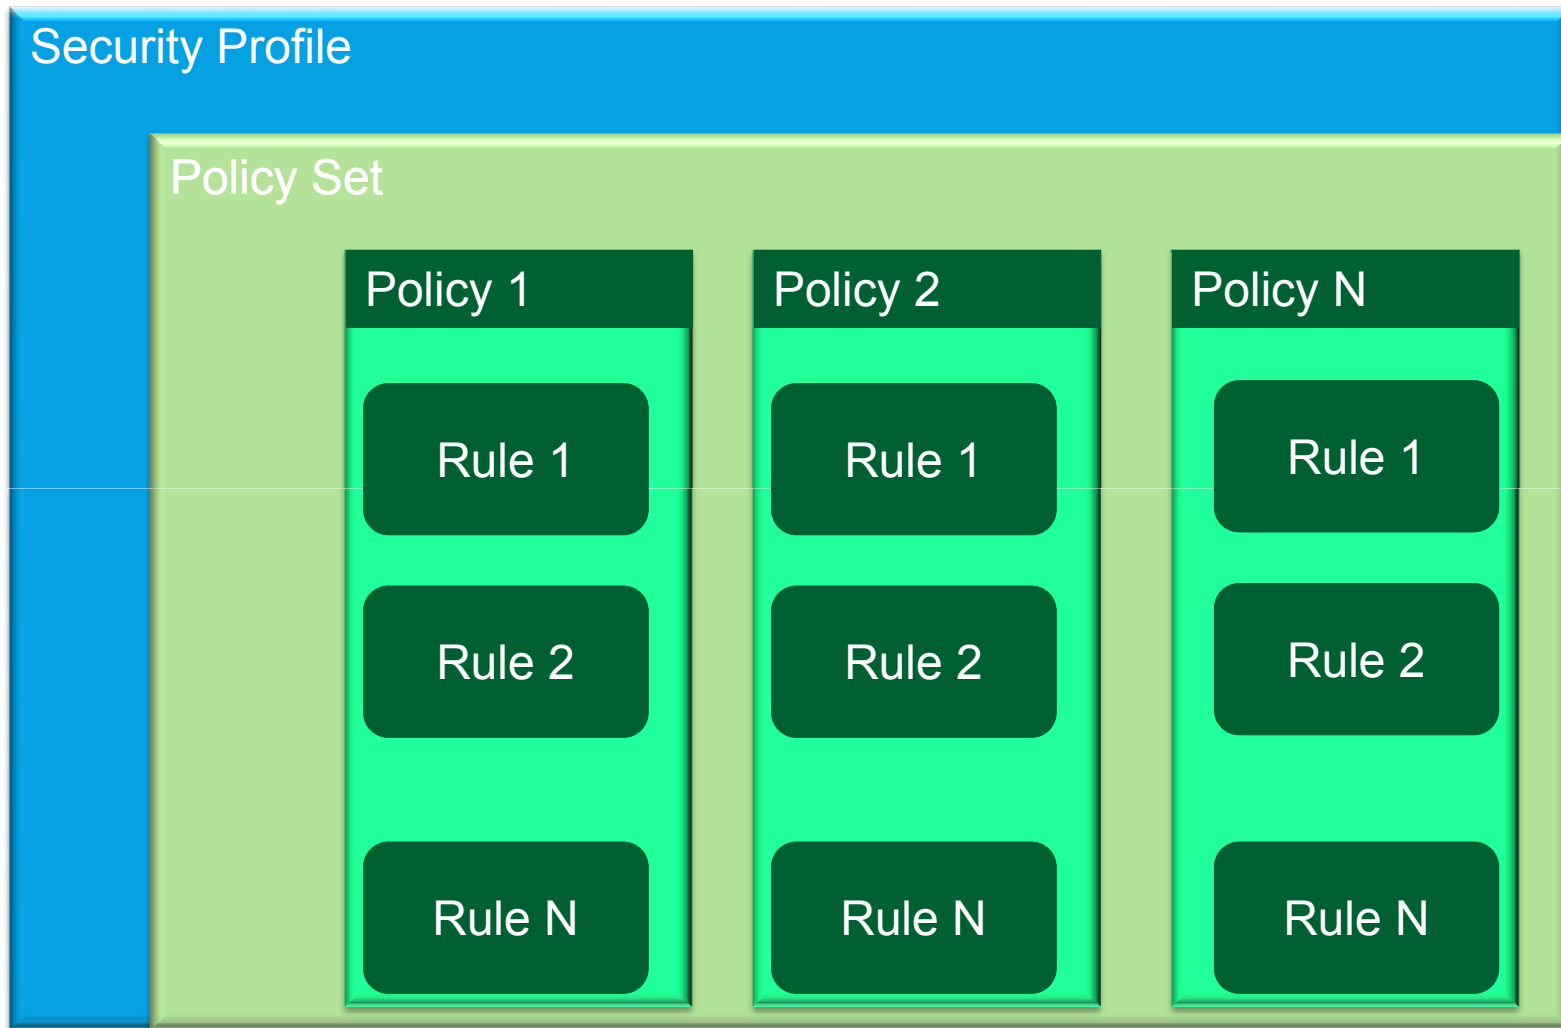 Security Profile
Policy Set
Policy 1
Policy 2
Policy N
Rule 1
Rule 1
Rule 1
Rule 2
Rule 2
Rule 2
Rule N
Rule N
Rule N